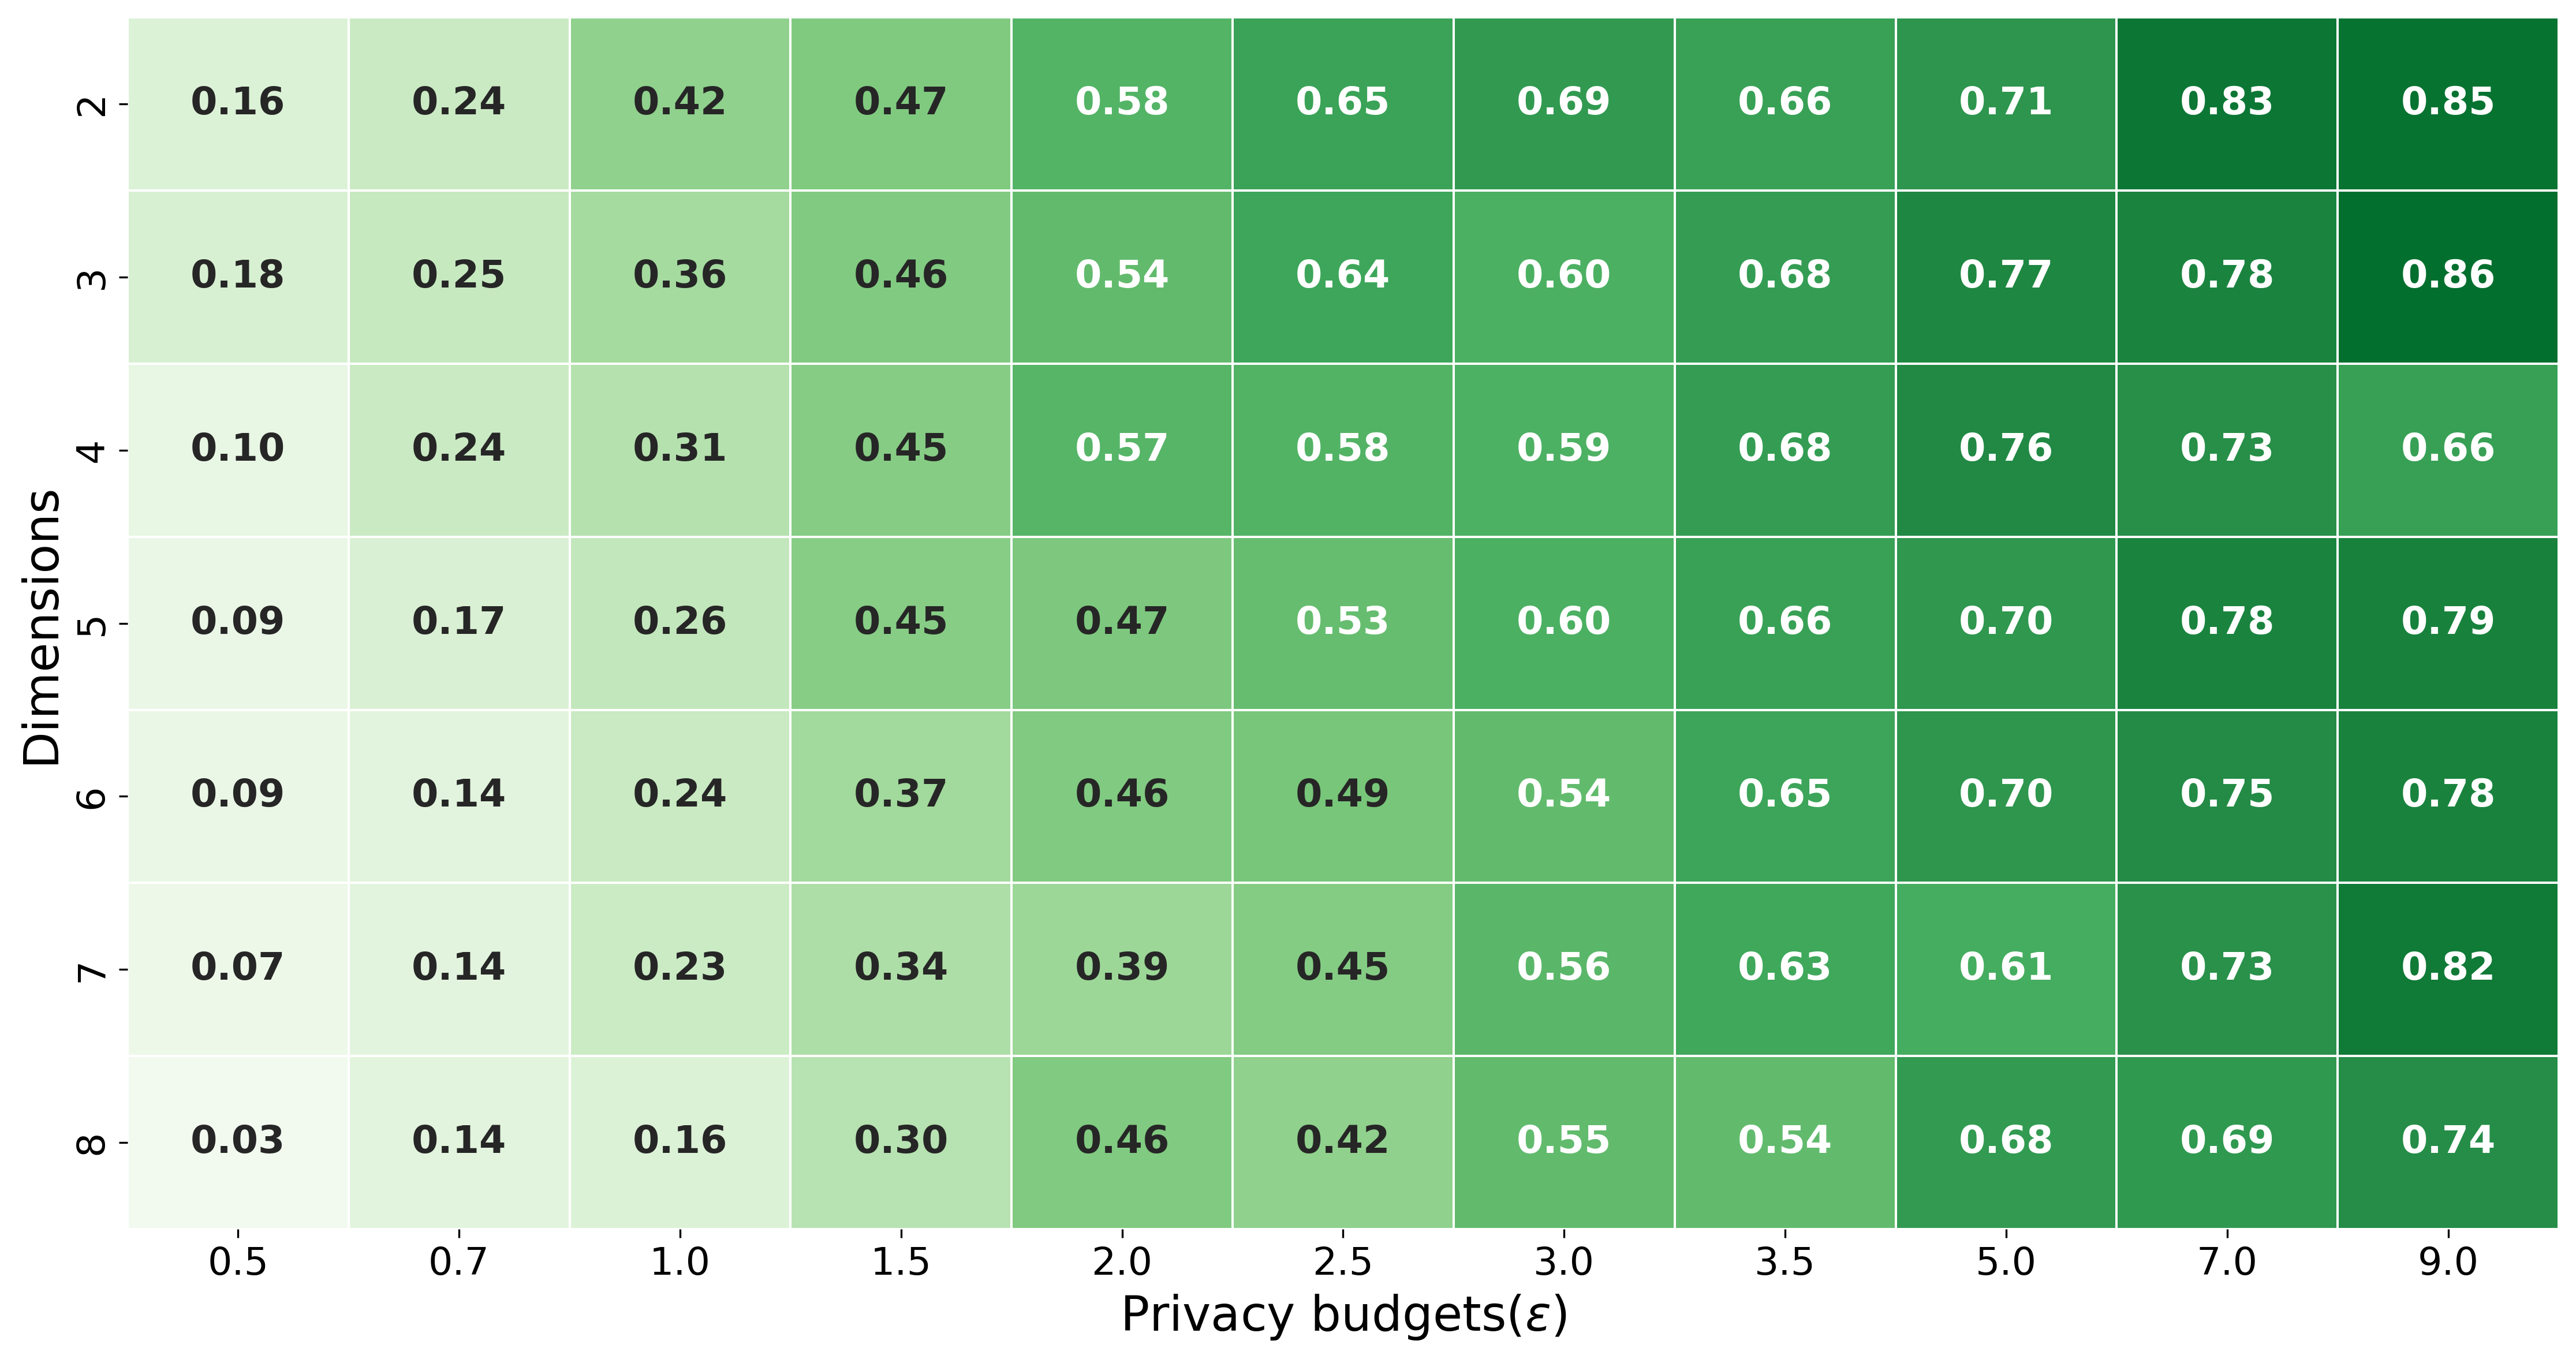 2 0.16 0.24 0.42 0.47 0.58 0.65 0.69 0.66 0.71 0.83 0.85
3 0.18 0.25 0.36 0.46 0.54 0.64 0.60 0.68 0.77 0.78 0.86
4 0.10 0.24 0.31 0.45 0.57 0.58 0.59 0.68 0.76 0.73 0.66
Dimensions
5 0.09 0.17 0.26 0.45 0.47 0.53 0.60 0.66 0.70 0.78 0.79
6 0.09 0.14 0.24 0.37 0.46 0.49 0.54 0.65 0.70 0.75 0.78
7 0.07 0.14 0.23 0.34 0.39 0.45 0.56 0.63 0.61 0.73 0.82
8 0.03 0.14 0.16 0.30 0.46 0.42 0.55 0.54 0.68 0.69 0.74
0.5 0.7 1.0 1.5 2.0 2.5 3.0 3.5 5.0 7.0 9.0
Privacy budgets(ε)